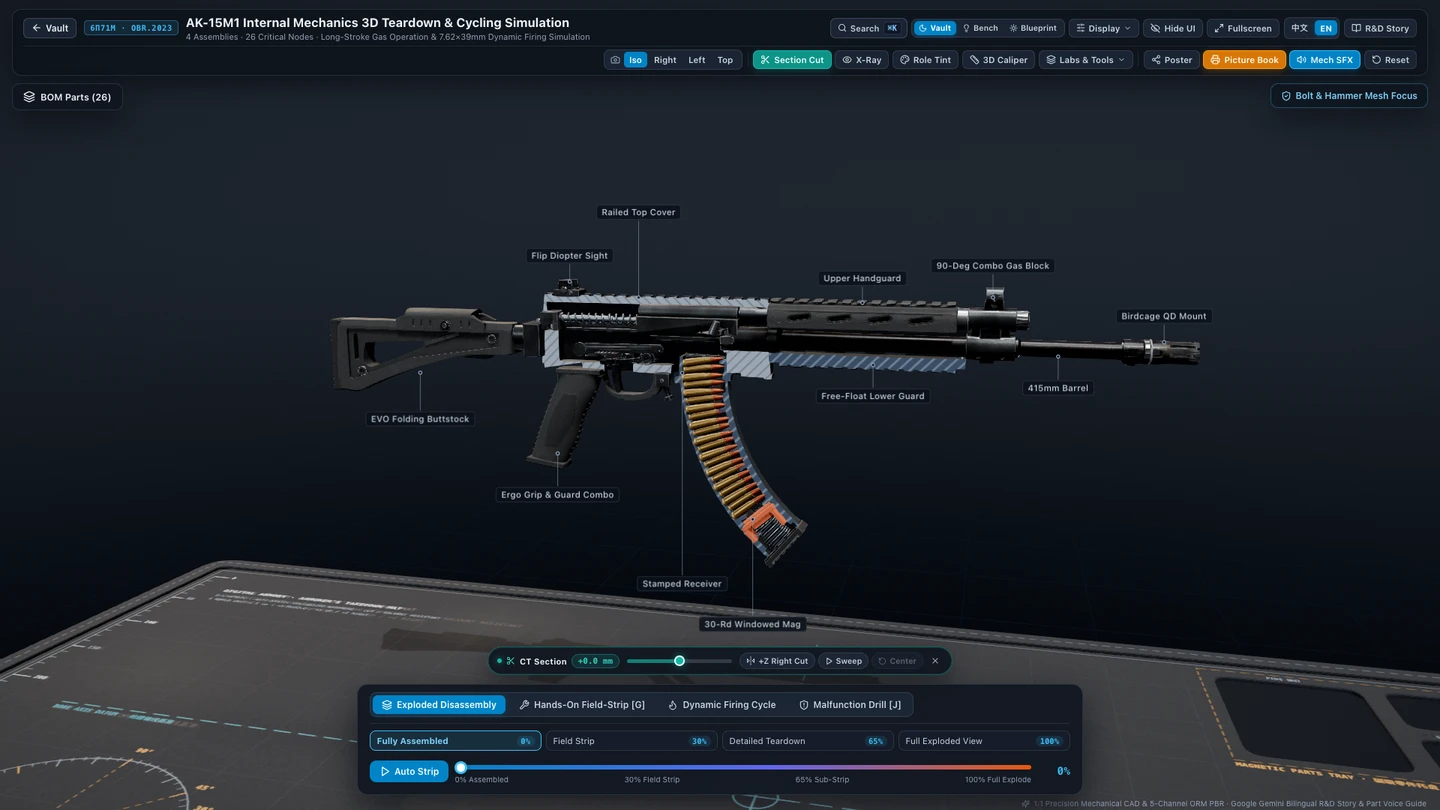 Vault
6П71M · OBR.2023
AK-15M1 Internal Mechanics 3D Teardown & Cycling Simulation
4 Assemblies · 26 Critical Nodes · Long-Stroke Gas Operation & 7.62×39mm Dynamic Firing Simulation
Search ⌘K
Vault
Bench
Blueprint
Display
Hide UI
Fullscreen
中文
EN
R&D Story
Iso
Right
Left
Top
Section Cut
X-Ray
Role Tint
3D Caliper
Labs & Tools
Poster
Picture Book
Mech SFX
Reset
BOM Parts (26)
Bolt & Hammer Mesh Focus
Railed Top Cover
Flip Diopter Sight
90-Deg Combo Gas Block
Upper Handguard
Birdcage QD Mount
415mm Barrel
Free-Float Lower Guard
EVO Folding Buttstock
Ergo Grip & Guard Combo
Stamped Receiver
30-Rd Windowed Mag
CT Section
+0.0 mm
+Z Right Cut
Sweep
Center
Exploded Disassembly
Hands-On Field-Strip [G]
Dynamic Firing Cycle
Malfunction Drill [J]
Fully Assembled 0%
Field Strip 30%
Detailed Teardown 65%
Full Exploded View 100%
Auto Strip
0% Assembled
30% Field Strip
65% Sub-Strip
100% Full Explode
0%
MAGNETIC PARTS TRAY
1:1 Precision Mechanical CAD & 5-Channel ORM PBR · Google Gemini Bilingual R&D Story & Part Voice Guide